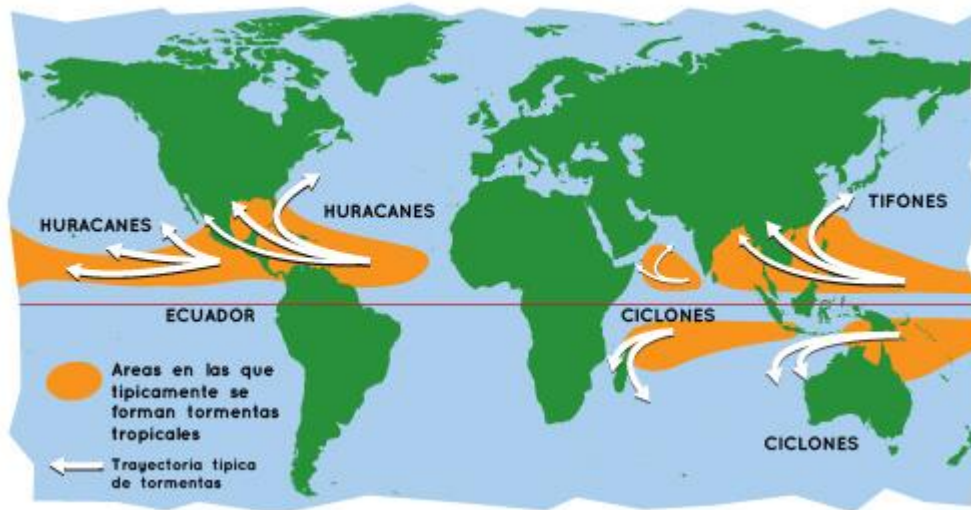 TIFONES
HURACANES
HURACANES
ECUADOR
CICLONES
Areas en las que
tipicamente se
forman tormentas
tropicales
Trayectoria tipica
de tormentas
CICLONES